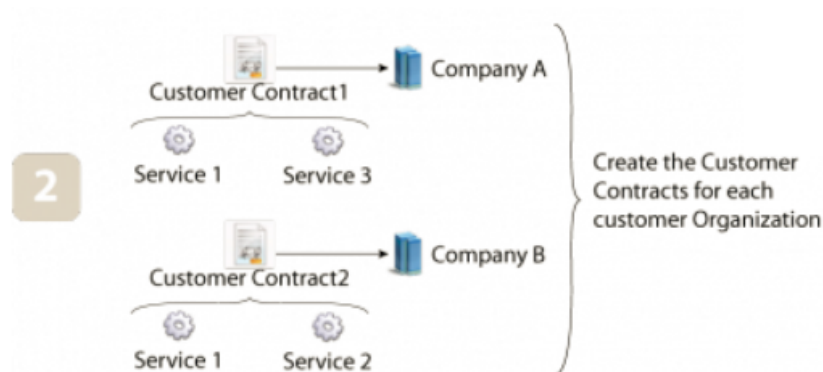 Customer Contract1
Company A
Service 1
Service 3
2
Customer Contract2
Company B
Service 1
Service 2
Create the Customer
Contracts for each
customer Organization